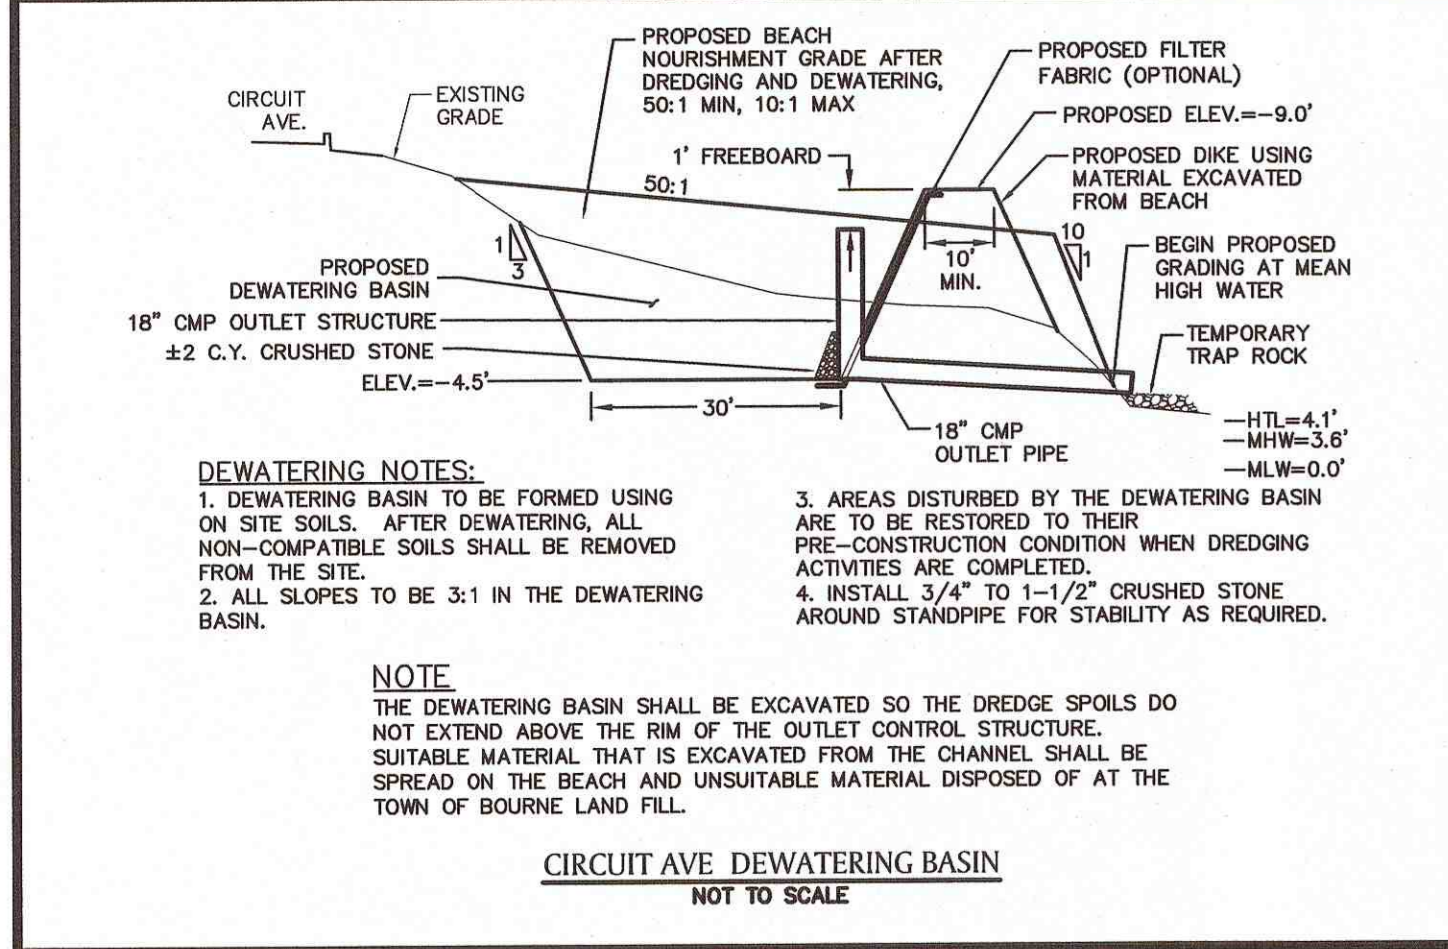 PROPOSED BEACH
NOURISHMENT GRADE AFTER
DREDGING AND DEWATERING,
50:1 MIN, 10:1 MAX
PROPOSED FILTER
FABRIC (OPTIONAL)
CIRCUIT
AVE.
EXISTING
GRADE
PROPOSED ELEV.=-9.0'
1' FREEBOARD
PROPOSED DIKE USING
MATERIAL EXCAVATED
FROM BEACH
50:1
1
3
10
1
10'
MIN.
BEGIN PROPOSED
GRADING AT MEAN
HIGH WATER
PROPOSED
DEWATERING BASIN
18" CMP OUTLET STRUCTURE
±2 C.Y. CRUSHED STONE
ELEV.=-4.5'
TEMPORARY
TRAP ROCK
30'
18" CMP
OUTLET PIPE
HTL=4.1'
MHW=3.6'
MLW=0.0'
DEWATERING NOTES:
1. DEWATERING BASIN TO BE FORMED USING
ON SITE SOILS. AFTER DEWATERING, ALL
NON-COMPATIBLE SOILS SHALL BE REMOVED
FROM THE SITE.
2. ALL SLOPES TO BE 3:1 IN THE DEWATERING
BASIN.
3. AREAS DISTURBED BY THE DEWATERING BASIN
ARE TO BE RESTORED TO THEIR
PRE-CONSTRUCTION CONDITION WHEN DREDGING
ACTIVITIES ARE COMPLETED.
4. INSTALL 3/4" TO 1-1/2" CRUSHED STONE
AROUND STANDPIPE FOR STABILITY AS REQUIRED.
NOTE
THE DEWATERING BASIN SHALL BE EXCAVATED SO THE DREDGE SPOILS DO
NOT EXTEND ABOVE THE RIM OF THE OUTLET CONTROL STRUCTURE.
SUITABLE MATERIAL THAT IS EXCAVATED FROM THE CHANNEL SHALL BE
SPREAD ON THE BEACH AND UNSUITABLE MATERIAL DISPOSED OF AT THE
TOWN OF BOURNE LAND FILL.
CIRCUIT AVE DEWATERING BASIN
NOT TO SCALE